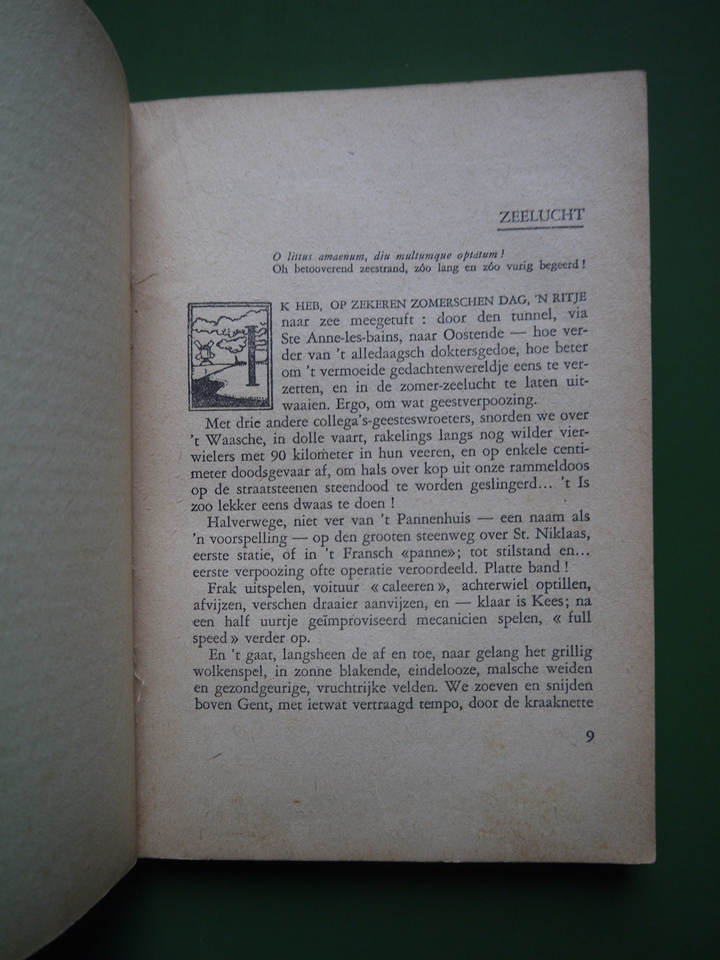 ZEELUCHT
O littus amaenum, diu multumque optatum !
Oh betooverend zeestrand, zóo lang en zóo vurig begeerd !
IK HEB, OP ZEKEREN ZOMERSCHEN DAG, 'N RITJE
naar zee meegetuft : door den tunnel, via
Ste Anne-les-bains, naar Oostende — hoe ver-
der van 't alledaagsch doktersgedoe, hoe beter
om 't vermoeide gedachtenwereldje eens te ver-
zetten, en in de zomer-zeelucht te laten uit-
waaien. Ergo, om wat geestverpoozing.
Met drie andere collega's-geesteswroeters, snorden we over
't Waasche, in dolle vaart, rakelings langs nog wilder vier-
wielers met 90 kilometer in hun veeren, en op enkele centi-
meter doodsgevaar af, om hals over kop uit onze rammeldoos
op de straatsteenen steendood te worden geslingerd... 't Is
zoo lekker eens dwaas te doen !
Halverwege, niet ver van 't Pannenhuis — een naam als
'n voorspelling — op den grooten steenweg over St. Niklaas,
eerste statie, of in 't Fransch «panne»; tot stilstand en...
eerste verpoozing ofte operatie veroordeeld. Platte band !
Frak uitspelen, voituur « caleeren », achterwiel optillen,
afvijzen, verschen draaier aanvijzen, en — klaar is Kees; na
een half uurtje geïmproviseerd mecanicien spelen, « full
speed » verder op.
En 't gaat, langsheen de af en toe, naar gelang het grillig
wolkenspel, in zonne blakende, eindelooze, malsche weiden
en gezondgeurige, vruchtrijke velden. We zoeven en snijden
boven Gent, met ietwat vertraagd tempo, door de kraaknette
9